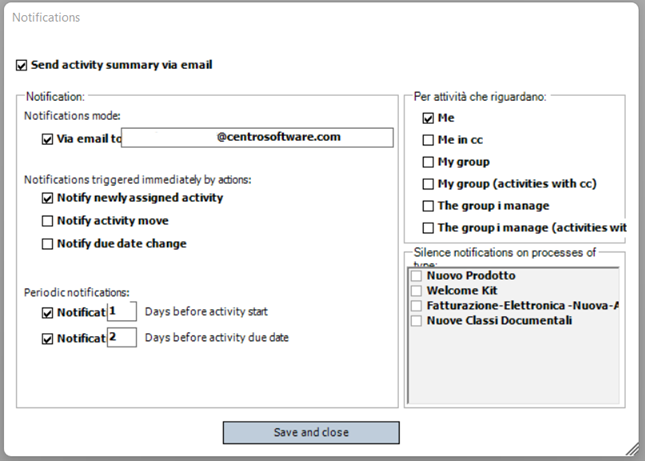 Notifications
Send activity summary via email
Notification:
Notifications mode:
Via email to @centrosoftware.com
Notifications triggered immediately by actions:
Notify newly assigned activity
Notify activity move
Notify due date change
Periodic notifications:
Notificat 1 Days before activity start
Notificat 2 Days before activity due date
Per attività che riguardano:
Me
Me in cc
My group
My group (activities with cc)
The group i manage
The group i manage (activities wit
Silence notifications on processes of
type:
Nuovo Prodotto
Welcome Kit
Fatturazione-Elettronica -Nuova-A
Nuove Classi Documentali
Save and close